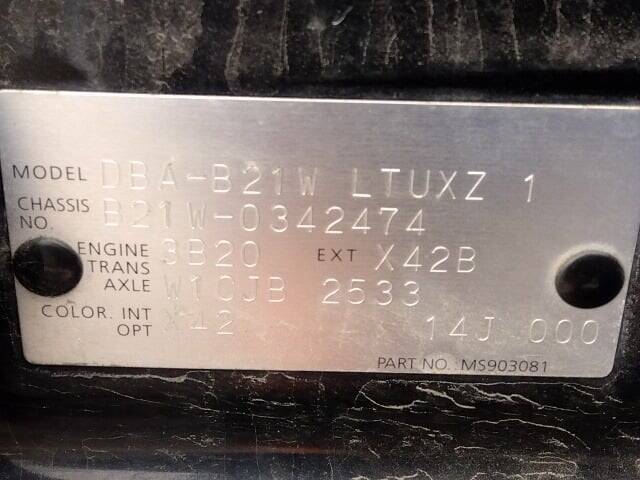 MODEL DBA-B21W LTUXZ 1
CHASSIS NO. B21W-0342474
ENGINE 3B20 EXT X42B
TRANS AXLE W1CJB 2533
COLOR. INT OPT X42 14J 000
PART NO. MS903081